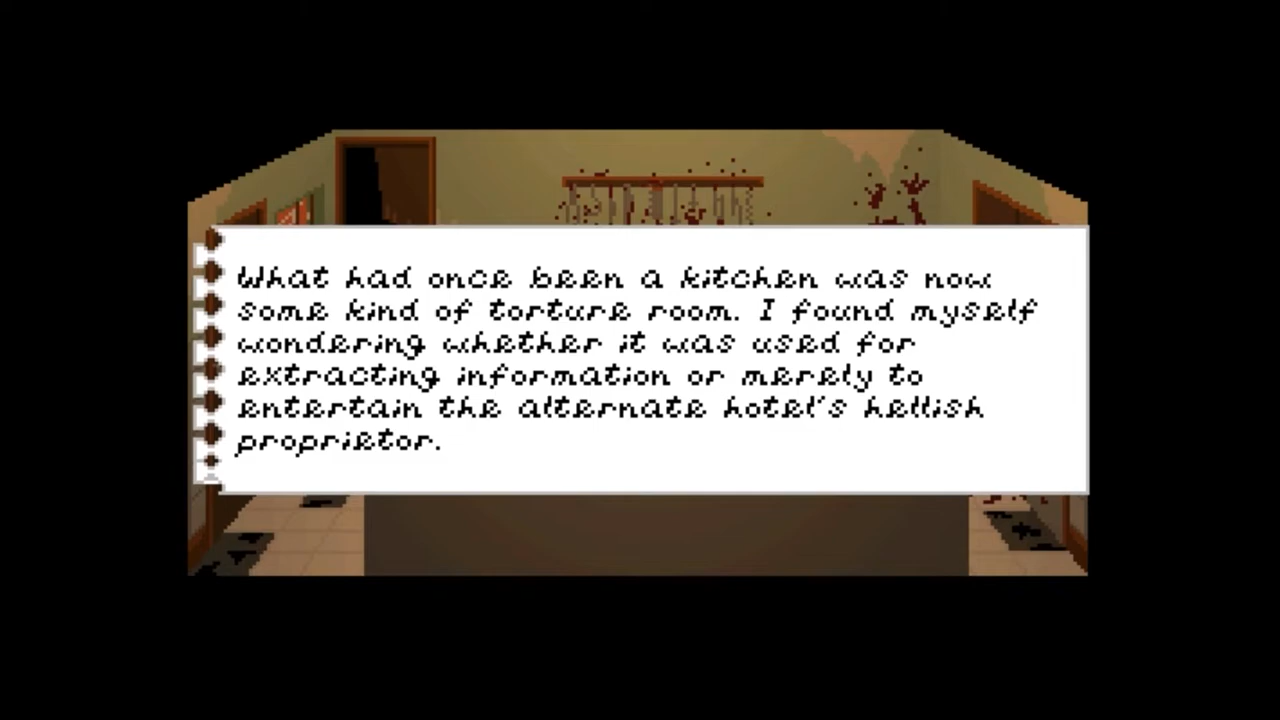 What had once been a kitchen was now
some kind of torture room. I found myself
wondering whether it was used for
extracting information or merely to
entertain the alternate hotel's hellish
proprietor.